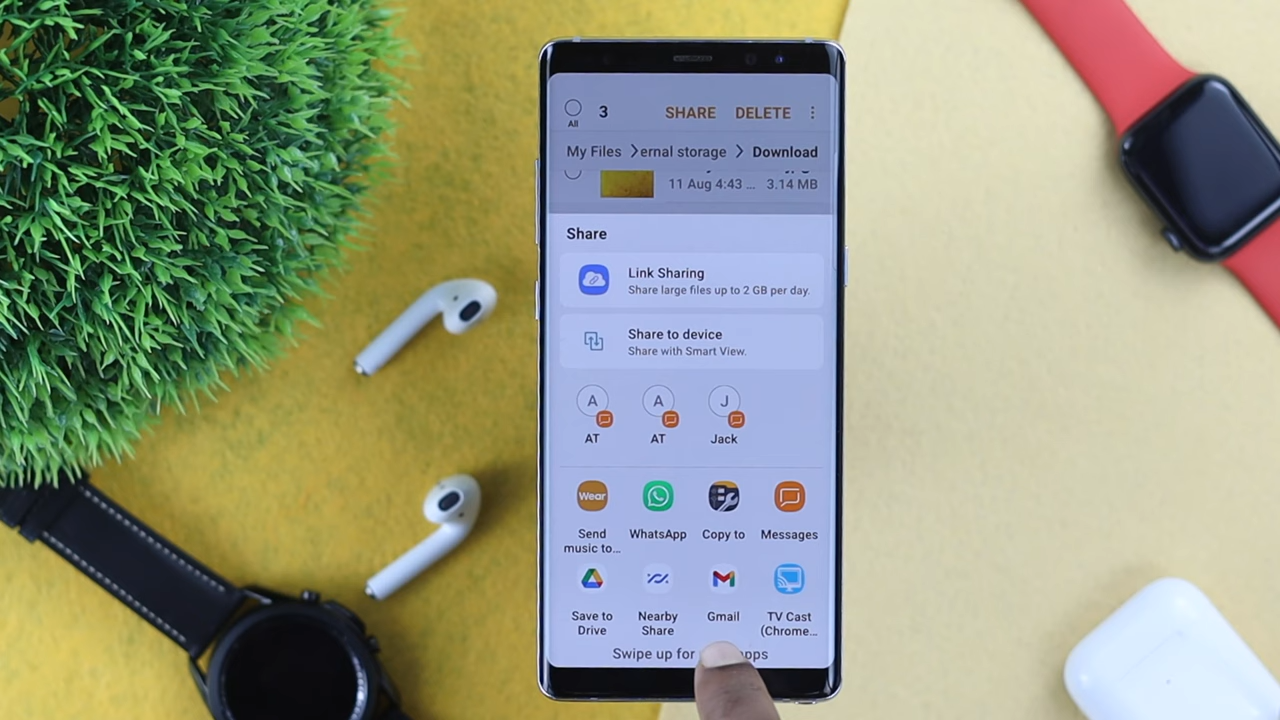 3 SHARE DELETE
All
My Files > ernal storage > Download
11 Aug 4:43 ... 3.14 MB
Share
Link Sharing
Share large files up to 2 GB per day.
Share to device
Share with Smart View.
A A J
AT AT Jack
Wear
Send music to... WhatsApp Copy to Messages
Save to Drive Nearby Share Gmail TV Cast (Chrome...
Swipe up for apps